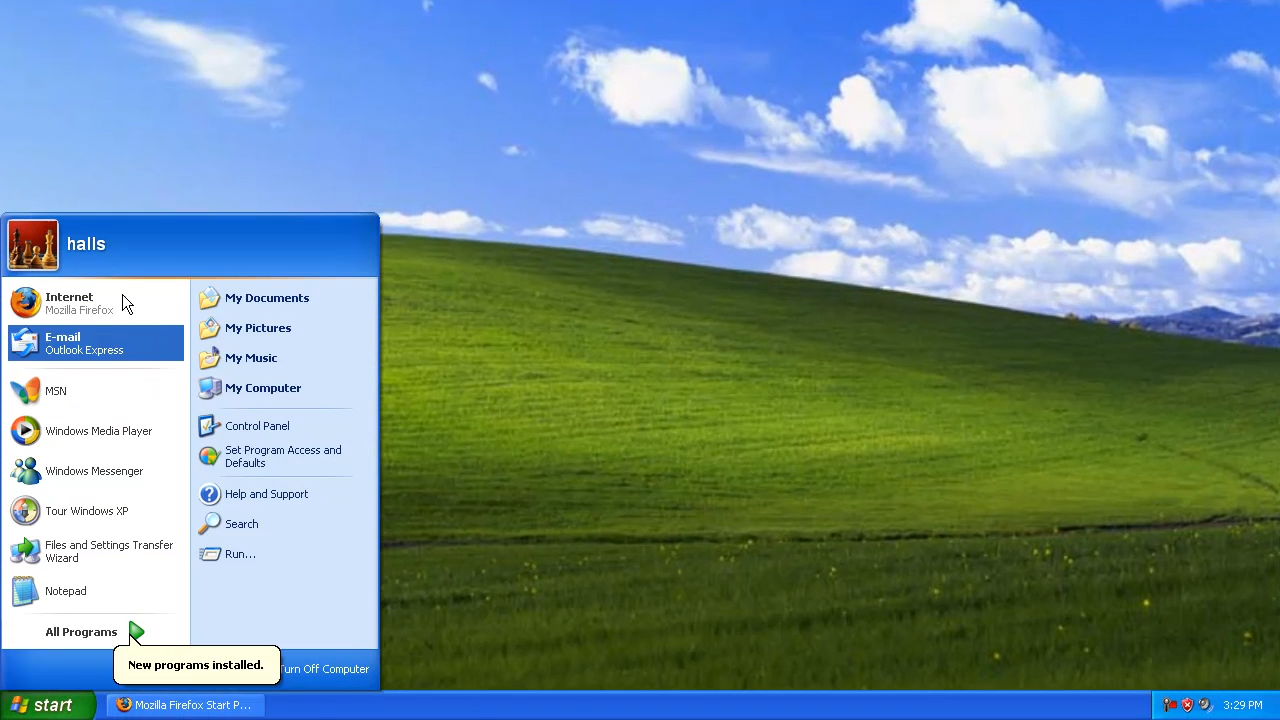 halls
Internet
Mozilla Firefox
E-mail
Outlook Express
MSN
Windows Media Player
Windows Messenger
Tour Windows XP
Files and Settings Transfer
Wizard
Notepad
All Programs
My Documents
My Pictures
My Music
My Computer
Control Panel
Set Program Access and
Defaults
Help and Support
Search
Run...
New programs installed.
Turn Off Computer
start
Mozilla Firefox Start P...
3:29 PM